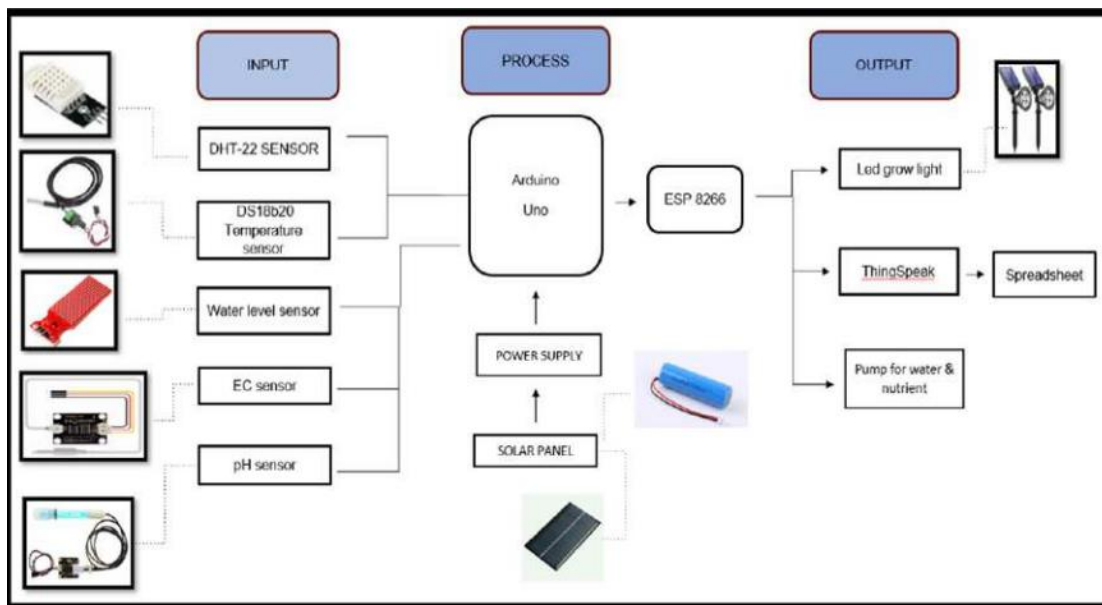 INPUT
PROCESS
OUTPUT
DHT-22 SENSOR
DS18b20
Temperature
sensor
Water level sensor
EC sensor
pH sensor
Arduino
Uno
POWER SUPPLY
SOLAR PANEL
ESP 8266
Led grow light
ThingSpeak
Spreadsheet
Pump for water &
nutrient